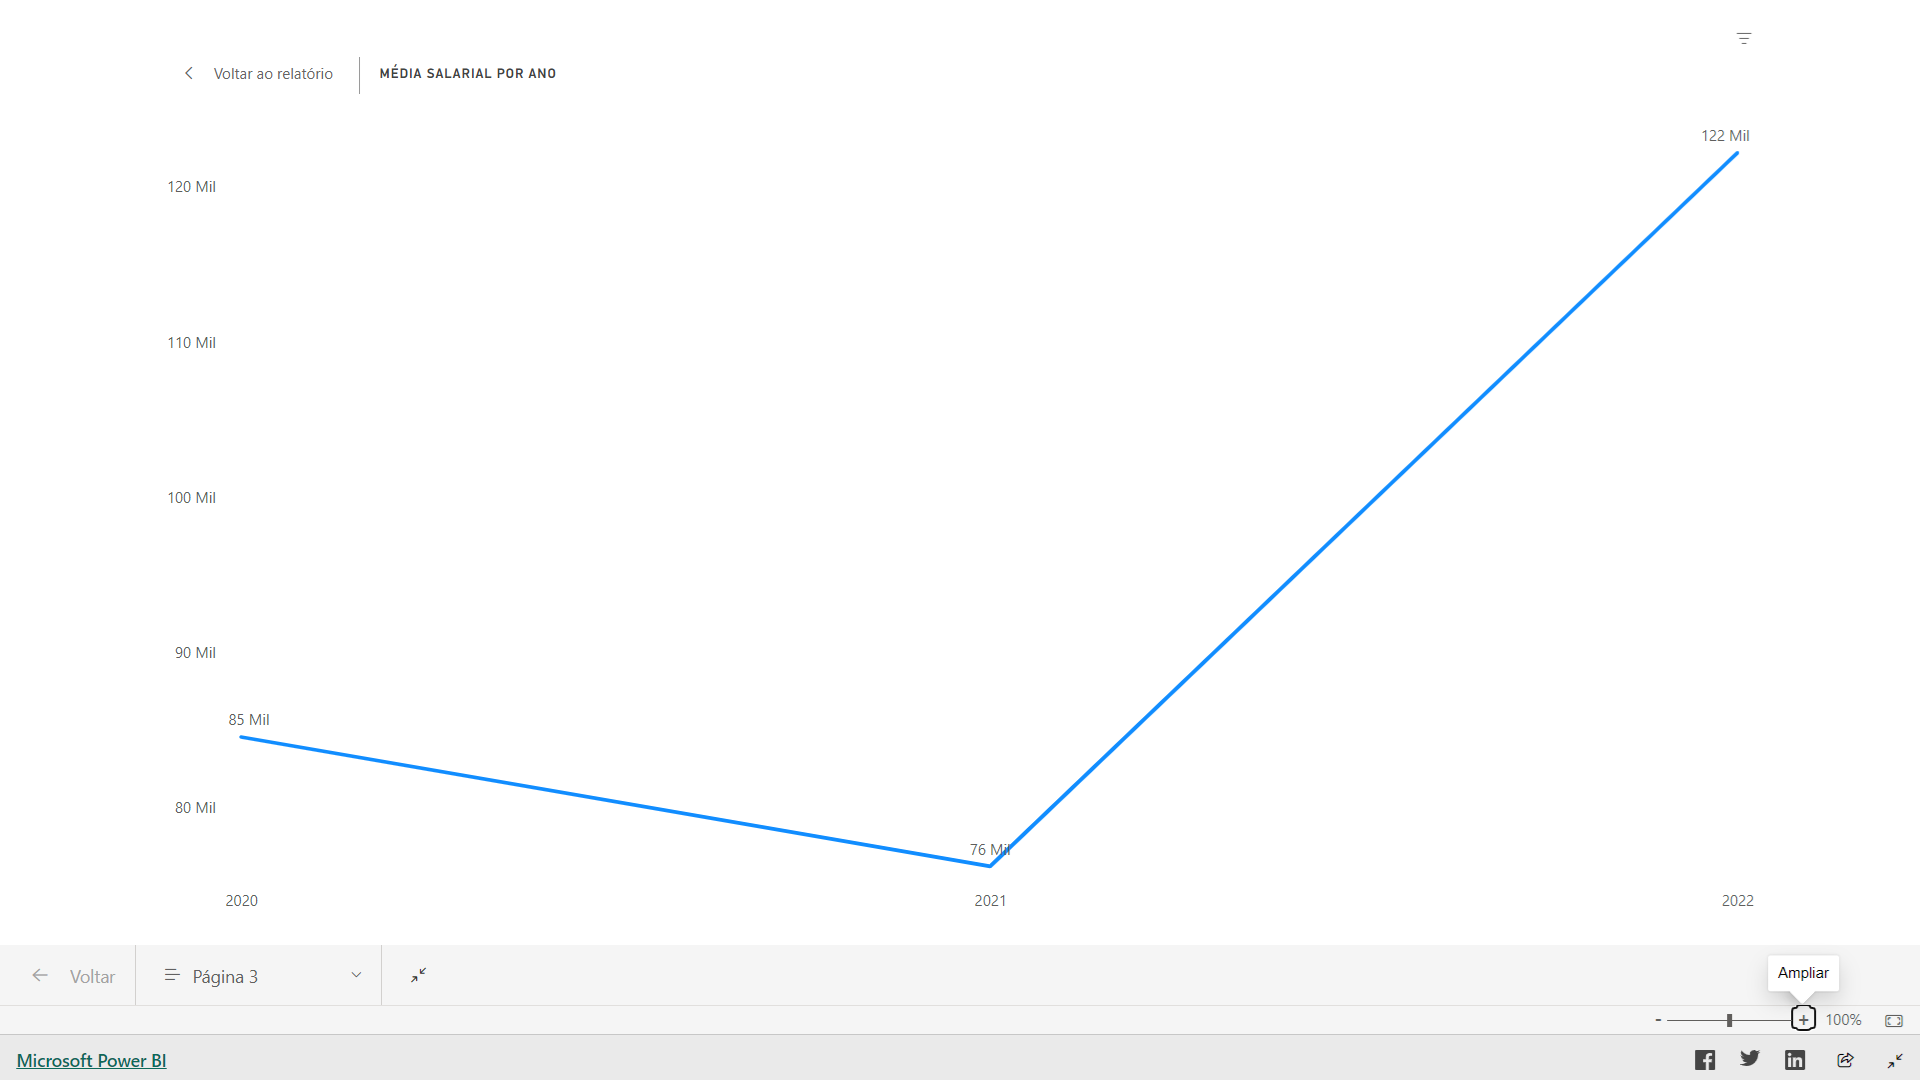 Voltar ao relatório
MÉDIA SALARIAL POR ANO
122 Mil
120 Mil
110 Mil
100 Mil
90 Mil
85 Mil
80 Mil
76 Mil
2020 2021 2022
Voltar
Página 3
Ampliar
- + 100%
Microsoft Power BI